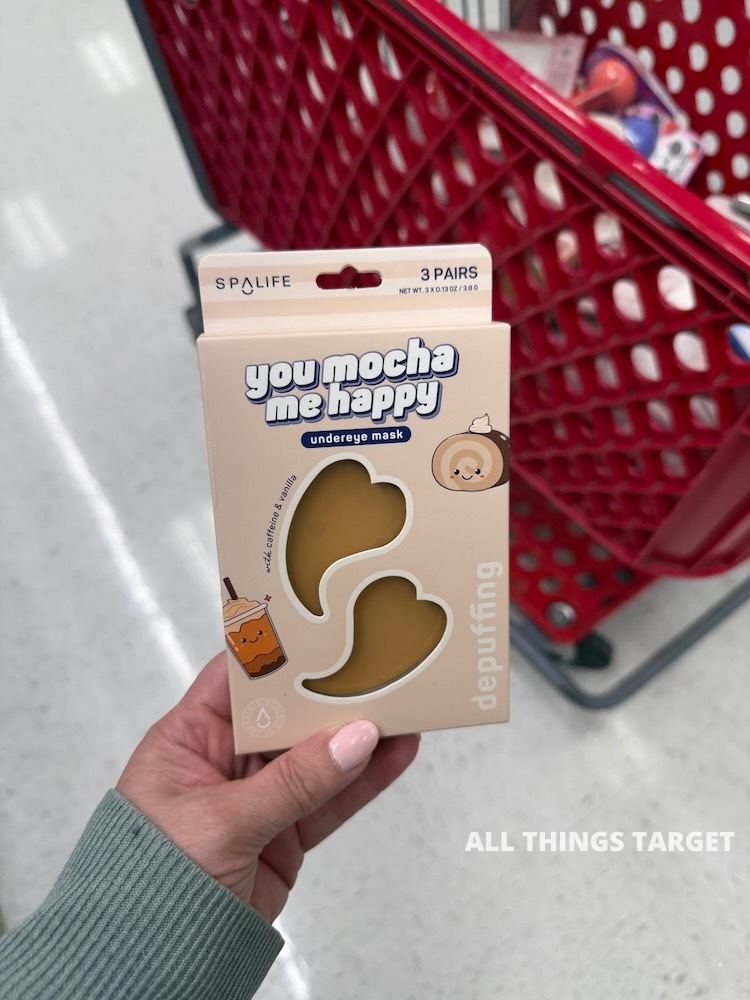 SPALIFE
3 PAIRS
NET WT. 3 X 0.13 OZ / 3.8 G
you mocha
me happy
undereye mask
with caffeine & vanilla
depuffing
ALL THINGS TARGET